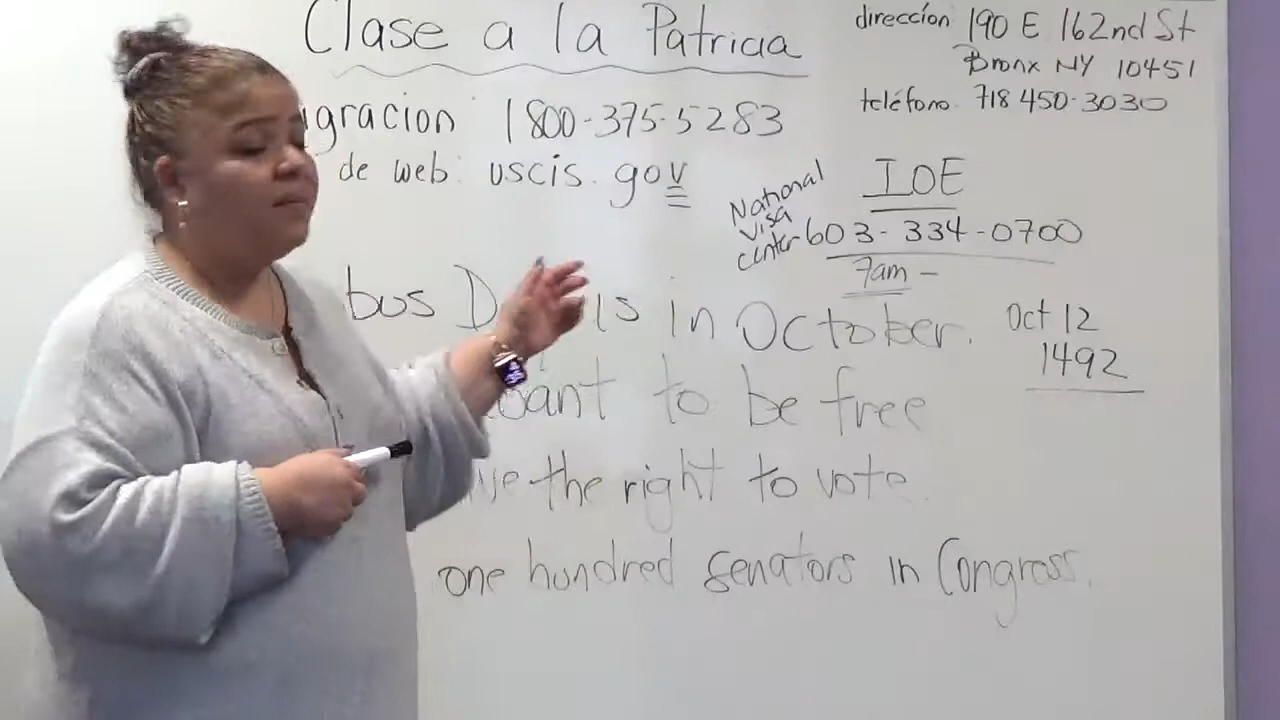 Clase a la Patricia
dirección 190 E 162nd St
Bronx NY 10451
teléfono. 718 450-3030
igracion 1800-375-5283
de web: uscis.gov
IOE
National
Visa
Center 603-334-0700
7am -
bus D is in October.
Oct 12
1492
want to be free
the right to vote.
one hundred senators in Congress.